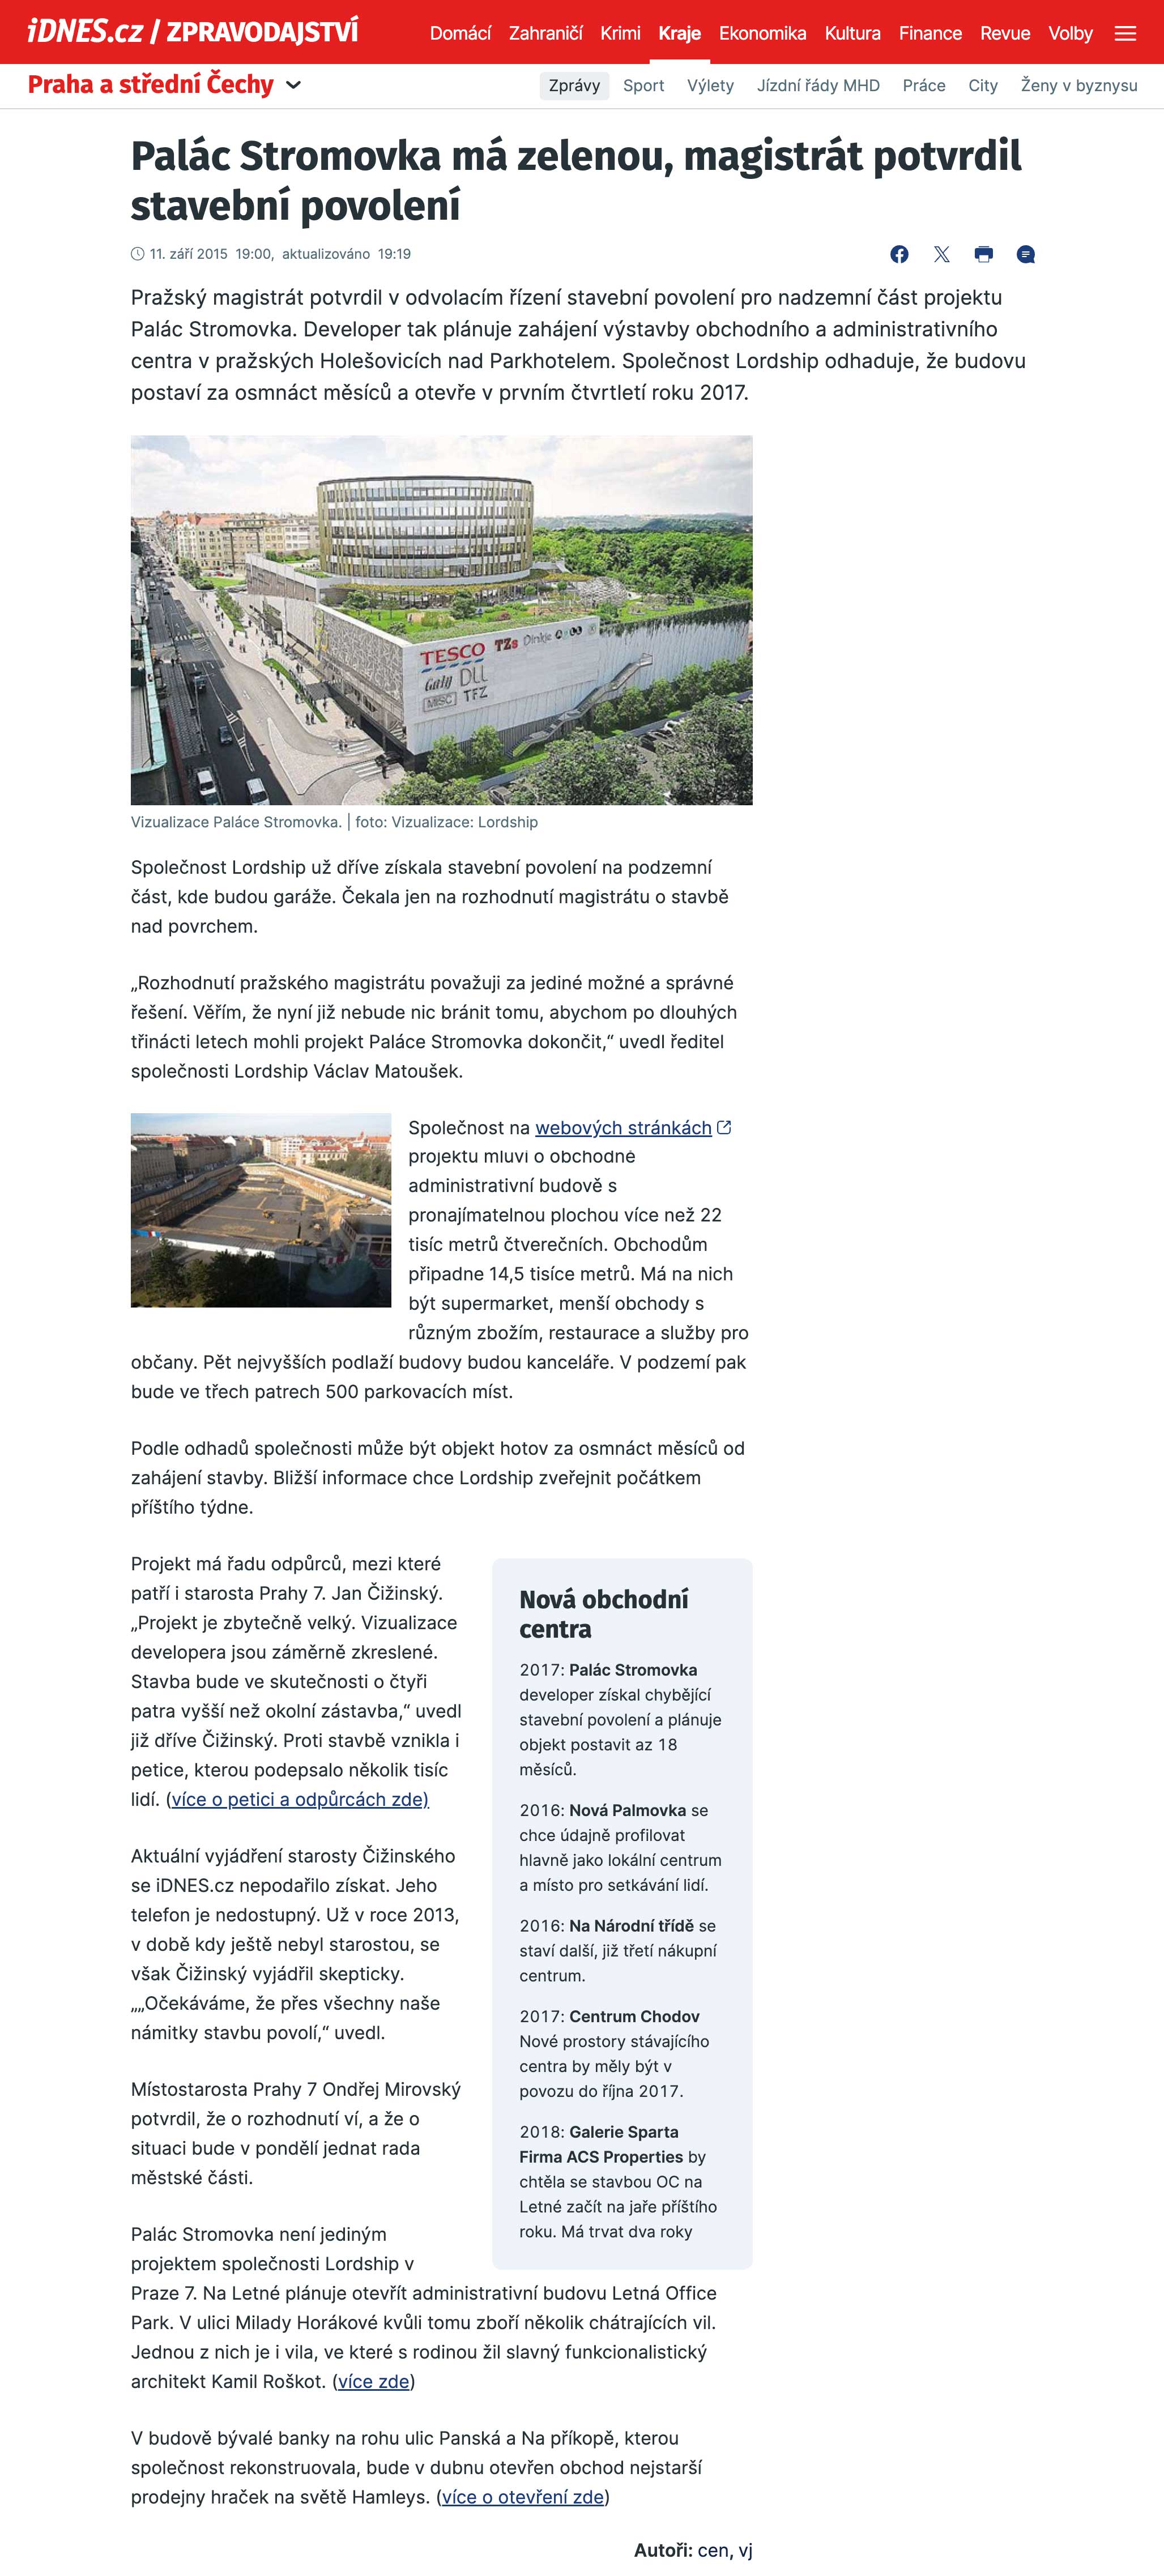 iDNES.cz / ZPRAVODAJSTVÍ
Domácí Zahraničí Krimi Kraje Ekonomika Kultura Finance Revue Volby
Praha a střední Čechy
Zprávy Sport Výlety Jízdní řády MHD Práce City Ženy v byznysu
Palác Stromovka má zelenou, magistrát potvrdil
stavební povolení
11. září 2015 19:00, aktualizováno 19:19
Pražský magistrát potvrdil v odvolacím řízení stavební povolení pro nadzemní část projektu
Palác Stromovka. Developer tak plánuje zahájení výstavby obchodního a administrativního
centra v pražských Holešovicích nad Parkhotelem. Společnost Lordship odhaduje, že budovu
postaví za osmnáct měsíců a otevře v prvním čtvrtletí roku 2017.
TESCO TZs Dinkie
Gaty DLL
MISC TFZ
Vizualizace Paláce Stromovka. | foto: Vizualizace: Lordship
Společnost Lordship už dříve získala stavební povolení na podzemní
část, kde budou garáže. Čekala jen na rozhodnutí magistrátu o stavbě
nad povrchem.
„Rozhodnutí pražského magistrátu považuji za jediné možné a správné
řešení. Věřím, že nyní již nebude nic bránit tomu, abychom po dlouhých
třinácti letech mohli projekt Paláce Stromovka dokončit,“ uvedl ředitel
společnosti Lordship Václav Matoušek.
Společnost na webových stránkách
projektu mluví o obchodně
administrativní budově s
pronajímatelnou plochou více než 22
tisíc metrů čtverečních. Obchodům
připadne 14,5 tisíce metrů. Má na nich
být supermarket, menší obchody s
různým zbožím, restaurace a služby pro
občany. Pět nejvyšších podlaží budovy budou kanceláře. V podzemí pak
bude ve třech patrech 500 parkovacích míst.
Podle odhadů společnosti může být objekt hotov za osmnáct měsíců od
zahájení stavby. Bližší informace chce Lordship zveřejnit počátkem
příštího týdne.
Projekt má řadu odpůrců, mezi které
patří i starosta Prahy 7. Jan Čižinský.
„Projekt je zbytečně velký. Vizualizace
developera jsou záměrně zkreslené.
Stavba bude ve skutečnosti o čtyři
patra vyšší než okolní zástavba,“ uvedl
již dříve Čižinský. Proti stavbě vznikla i
petice, kterou podepsalo několik tisíc
lidí. (více o petici a odpůrcách zde)
Aktuální vyjádření starosty Čižinského
se iDNES.cz nepodařilo získat. Jeho
telefon je nedostupný. Už v roce 2013,
v době kdy ještě nebyl starostou, se
však Čižinský vyjádřil skepticky.
„„Očekáváme, že přes všechny naše
námitky stavbu povolí,“ uvedl.
Místostarosta Prahy 7 Ondřej Mirovský
potvrdil, že o rozhodnutí ví, a že o
situaci bude v pondělí jednat rada
městské části.
Nová obchodní
centra
2017: Palác Stromovka
developer získal chybějící
stavební povolení a plánuje
objekt postavit az 18
měsíců.
2016: Nová Palmovka se
chce údajně profilovat
hlavně jako lokální centrum
a místo pro setkávání lidí.
2016: Na Národní třídě se
staví další, již třetí nákupní
centrum.
2017: Centrum Chodov
Nové prostory stávajícího
centra by měly být v
povozu do října 2017.
2018: Galerie Sparta
Firma ACS Properties by
chtěla se stavbou OC na
Letné začít na jaře příštího
roku. Má trvat dva roky
Palác Stromovka není jediným
projektem společnosti Lordship v
Praze 7. Na Letné plánuje otevřít administrativní budovu Letná Office
Park. V ulici Milady Horákové kvůli tomu zboří několik chátrajících vil.
Jednou z nich je i vila, ve které s rodinou žil slavný funkcionalistický
architekt Kamil Roškot. (více zde)
V budově bývalé banky na rohu ulic Panská a Na příkopě, kterou
společnost rekonstruovala, bude v dubnu otevřen obchod nejstarší
prodejny hraček na světě Hamleys. (více o otevření zde)
Autoři: cen, vj